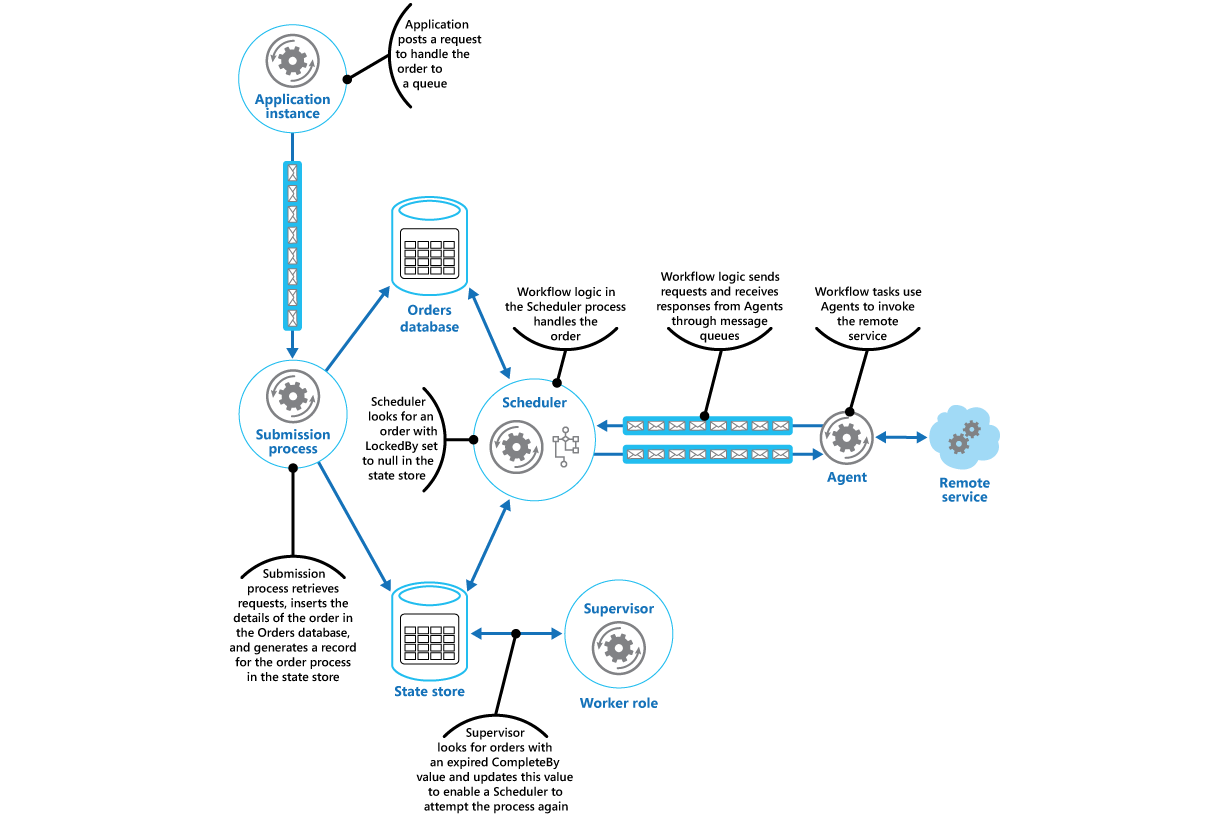 Application
posts a request
to handle the
order to
a queue
Application
instance
Orders
database
Workflow logic in
the Scheduler process
handles the
order
Workflow logic sends
requests and receives
responses from Agents
through message
queues
Workflow tasks use
Agents to invoke
the remote
service
Submission
process
Scheduler
looks for an
order with
LockedBy set
to null in the
state store
Scheduler
Agent
Remote
service
Submission
process retrieves
requests, inserts the
details of the order in
the Orders database,
and generates a record
for the order process
in the state store
State store
Supervisor
Worker role
Supervisor
looks for orders with
an expired CompleteBy
value and updates this value
to enable a Scheduler to
attempt the process again